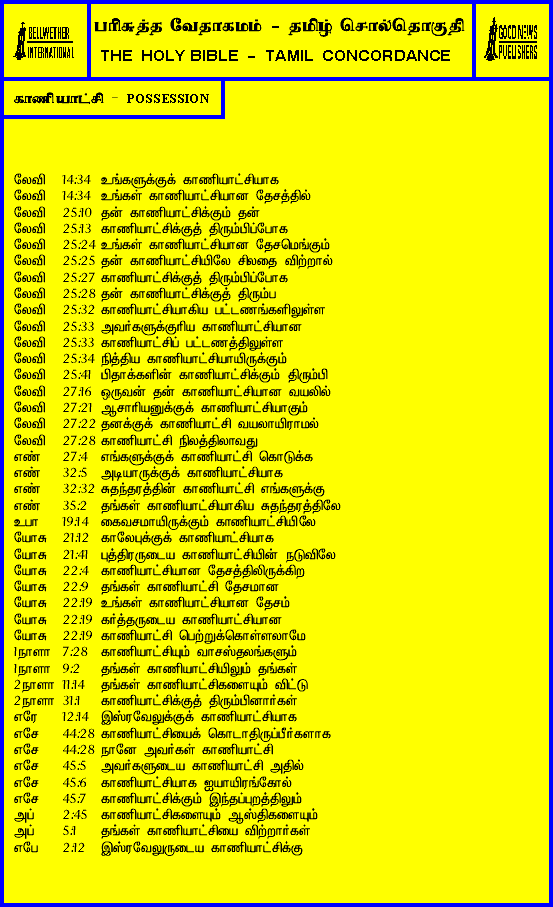 BELLWETHER
INTERNATIONAL
பரிசுத்த வேதாகமம் - தமிழ் சொல்தொகுதி
THE HOLY BIBLE - TAMIL CONCORDANCE
GOOD NEWS
PUBLISHERS
காணியாட்சி - POSSESSION
லேவி 14:34 உங்களுக்குக் காணியாட்சியாக
லேவி 14:34 உங்கள் காணியாட்சியான தேசத்தில்
லேவி 25:10 தன் காணியாட்சிக்கும் தன்
லேவி 25:13 காணியாட்சிக்குத் திரும்பிப்போக
லேவி 25:24 உங்கள் காணியாட்சியான தேசமெங்கும்
லேவி 25:25 தன் காணியாட்சியிலே சிலதை விற்றால்
லேவி 25:27 காணியாட்சிக்குத் திரும்பிப்போக
லேவி 25:28 தன் காணியாட்சிக்குத் திரும்ப
லேவி 25:32 காணியாட்சியாகிய பட்டணங்களிலுள்ள
லேவி 25:33 அவர்களுக்குரிய காணியாட்சியான
லேவி 25:33 காணியாட்சிப் பட்டணத்திலுள்ள
லேவி 25:34 நித்திய காணியாட்சியாயிருக்கும்
லேவி 25:41 பிதாக்களின் காணியாட்சிக்கும் திரும்பி
லேவி 27:16 ஒருவன் தன் காணியாட்சியான வயலில்
லேவி 27:21 ஆசாரியனுக்குக் காணியாட்சியாகும்
லேவி 27:22 தனக்குக் காணியாட்சி வயலாயிராமல்
லேவி 27:28 காணியாட்சி நிலத்திலாவது
எண் 27:4 எங்களுக்குக் காணியாட்சி கொடுக்க
எண் 32:5 அடியாருக்குக் காணியாட்சியாக
எண் 32:32 சுதந்தரத்தின் காணியாட்சி எங்களுக்கு
எண் 35:2 தங்கள் காணியாட்சியாகிய சுதந்தரத்திலே
உபா 19:14 கைவசமாயிருக்கும் காணியாட்சியிலே
யோசு 21:12 காலேபுக்குக் காணியாட்சியாக
யோசு 21:41 புத்திரருடைய காணியாட்சியின் நடுவிலே
யோசு 22:4 காணியாட்சியான தேசத்திலிருக்கிற
யோசு 22:9 தங்கள் காணியாட்சி தேசமான
யோசு 22:19 உங்கள் காணியாட்சியான தேசம்
யோசு 22:19 கர்த்தருடைய காணியாட்சியான
யோசு 22:19 காணியாட்சி பெற்றுக்கொள்ளலாமே
1நாளா 7:28 காணியாட்சியும் வாசஸ்தலங்களும்
1நாளா 9:2 தங்கள் காணியாட்சியிலும் தங்கள்
2நாளா 11:14 தங்கள் காணியாட்சிகளையும் விட்டு
2நாளா 31:1 காணியாட்சிக்குத் திரும்பினார்கள்
எரே 12:14 இஸ்ரவேலுக்குக் காணியாட்சியாக
எசே 44:28 காணியாட்சியைக் கொடாதிருப்பீர்களாக
எசே 44:28 நானே அவர்கள் காணியாட்சி
எசே 45:5 அவர்களுடைய காணியாட்சி அதில்
எசே 45:6 காணியாட்சியாக ஐயாயிரங்கோல்
எசே 45:7 காணியாட்சிக்கும் இந்தப்புறத்திலும்
அப் 2:45 காணியாட்சிகளையும் ஆஸ்திகளையும்
அப் 5:1 தங்கள் காணியாட்சியை விற்றார்கள்
எபே 2:12 இஸ்ரவேலுருடைய காணியாட்சிக்கு